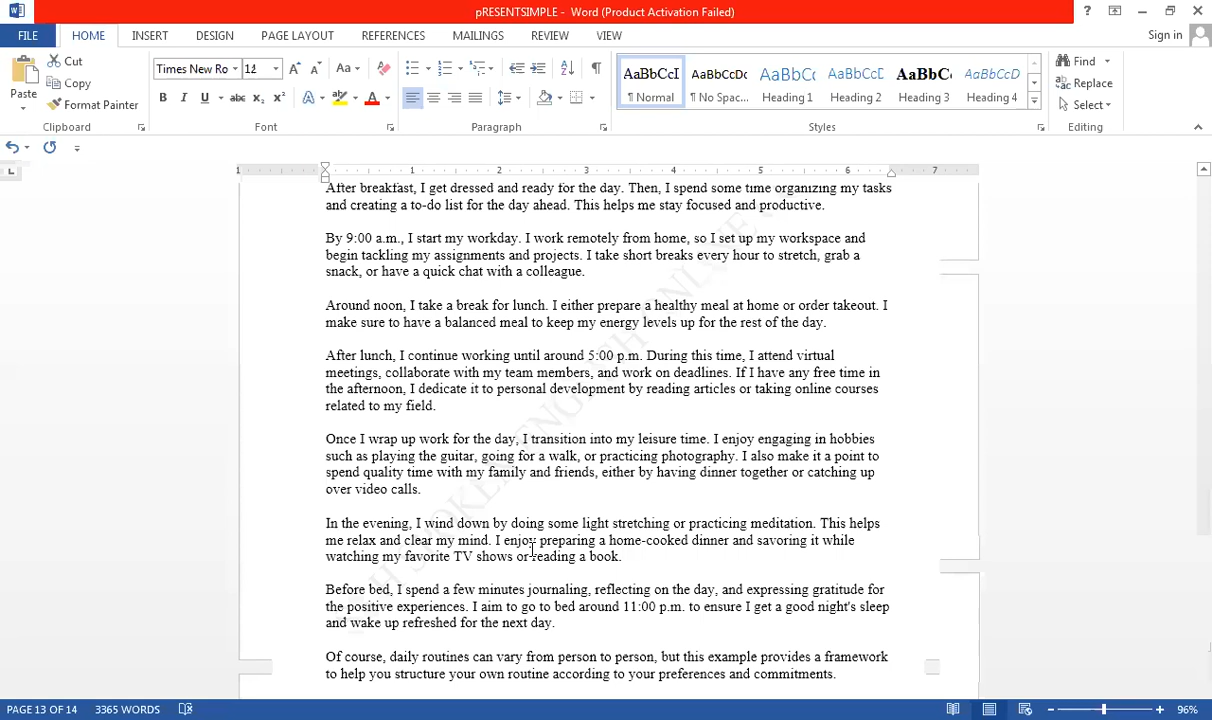 pRESENTSIMPLE - Word (Product Activation Failed)
FILE HOME INSERT DESIGN PAGE LAYOUT REFERENCES MAILINGS REVIEW VIEW Sign in
Paste Cut Copy Format Painter Clipboard
Times New Ro 12 Aa B I U abc X₂ X² A A Font
Paragraph
AaBbCcI AaBbCcDc AaBbCcI AaBbCcD AaBbC AaBbCcD
¶ Normal ¶ No Spac... Heading 1 Heading 2 Heading 3 Heading 4
Styles
Find Replace Select Editing
1 1 2 3 4 5 6 7
After breakfast, I get dressed and ready for the day. Then, I spend some time organizing my tasks
and creating a to-do list for the day ahead. This helps me stay focused and productive.
By 9:00 a.m., I start my workday. I work remotely from home, so I set up my workspace and
begin tackling my assignments and projects. I take short breaks every hour to stretch, grab a
snack, or have a quick chat with a colleague.
Around noon, I take a break for lunch. I either prepare a healthy meal at home or order takeout. I
make sure to have a balanced meal to keep my energy levels up for the rest of the day.
After lunch, I continue working until around 5:00 p.m. During this time, I attend virtual
meetings, collaborate with my team members, and work on deadlines. If I have any free time in
the afternoon, I dedicate it to personal development by reading articles or taking online courses
related to my field.
Once I wrap up work for the day, I transition into my leisure time. I enjoy engaging in hobbies
such as playing the guitar, going for a walk, or practicing photography. I also make it a point to
spend quality time with my family and friends, either by having dinner together or catching up
over video calls.
In the evening, I wind down by doing some light stretching or practicing meditation. This helps
me relax and clear my mind. I enjoy preparing a home-cooked dinner and savoring it while
watching my favorite TV shows or reading a book.
Before bed, I spend a few minutes journaling, reflecting on the day, and expressing gratitude for
the positive experiences. I aim to go to bed around 11:00 p.m. to ensure I get a good night's sleep
and wake up refreshed for the next day.
Of course, daily routines can vary from person to person, but this example provides a framework
to help you structure your own routine according to your preferences and commitments.
PAGE 13 OF 14 3365 WORDS 96%